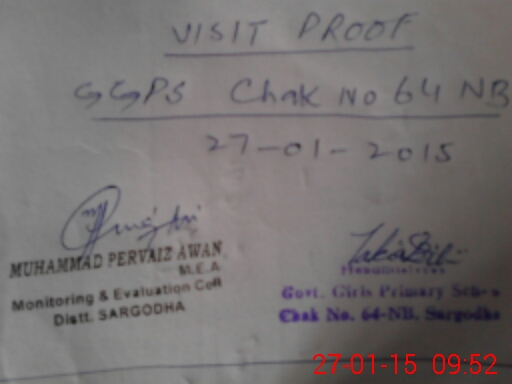 VISIT PROOF
GGPS Chak No 64 NB
27-01-2015
MUHAMMAD PERVAIZ AWAN
M.E.A
Monitoring & Evaluation Cell
Distt. SARGODHA
Headmistress
Govt. Girls Primary School
Chak No. 64-NB, Sargodha
27-01-15 09:52